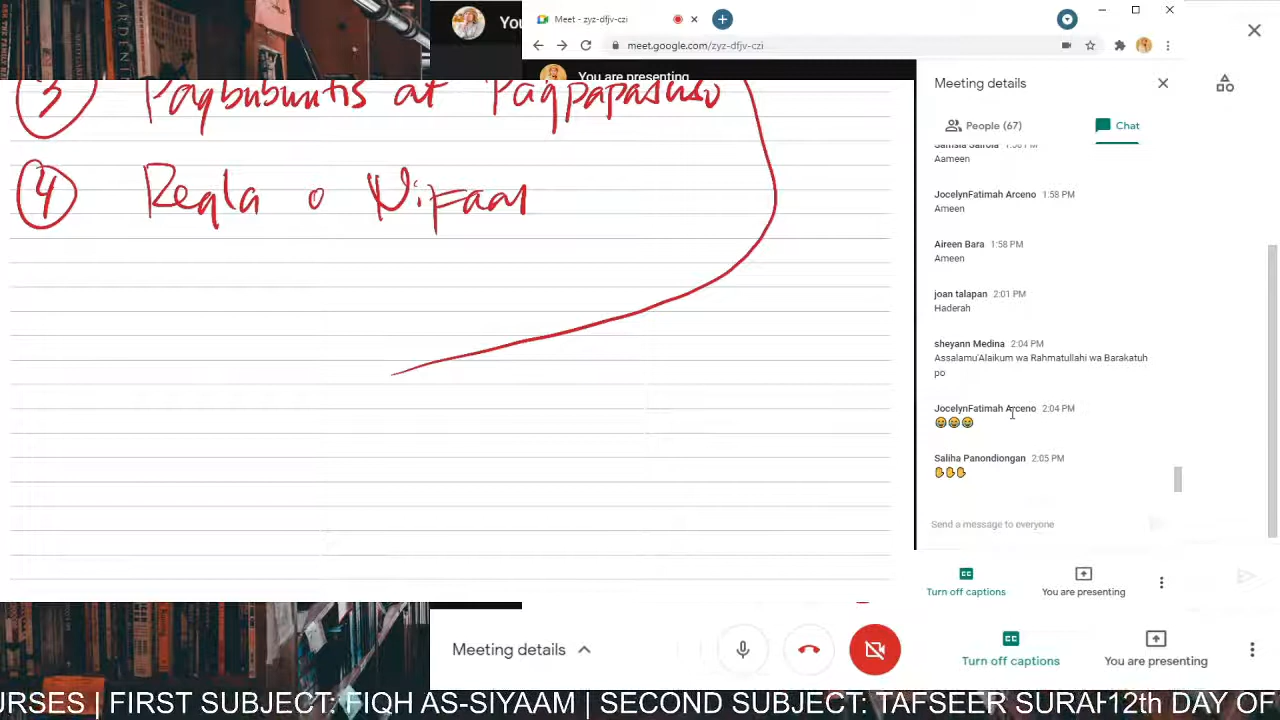 You
Meet - zyz-dfjv-czi
meet.google.com/zyz-dfjv-czi
You are presenting
3 Pagbubuntis at Pagpapasuso
4 Regla o Nifaas
Meeting details
People (67)
Chat
Aameen
JocelynFatimah Arceno 1:58 PM
Ameen
Aireen Bara 1:58 PM
Ameen
joan talapan 2:01 PM
Haderah
sheyann Medina 2:04 PM
Assalamu'Alaikum wa Rahmatullahi wa Barakatuh
po
JocelynFatimah Arceno 2:04 PM
Saliha Panondiongan 2:05 PM
Send a message to everyone
Turn off captions
You are presenting
Meeting details
Turn off captions
You are presenting
URSES | FIRST SUBJECT: FIQH AS-SIYAAM | SECOND SUBJECT: TAFSEER SURAH-12th DAY OF